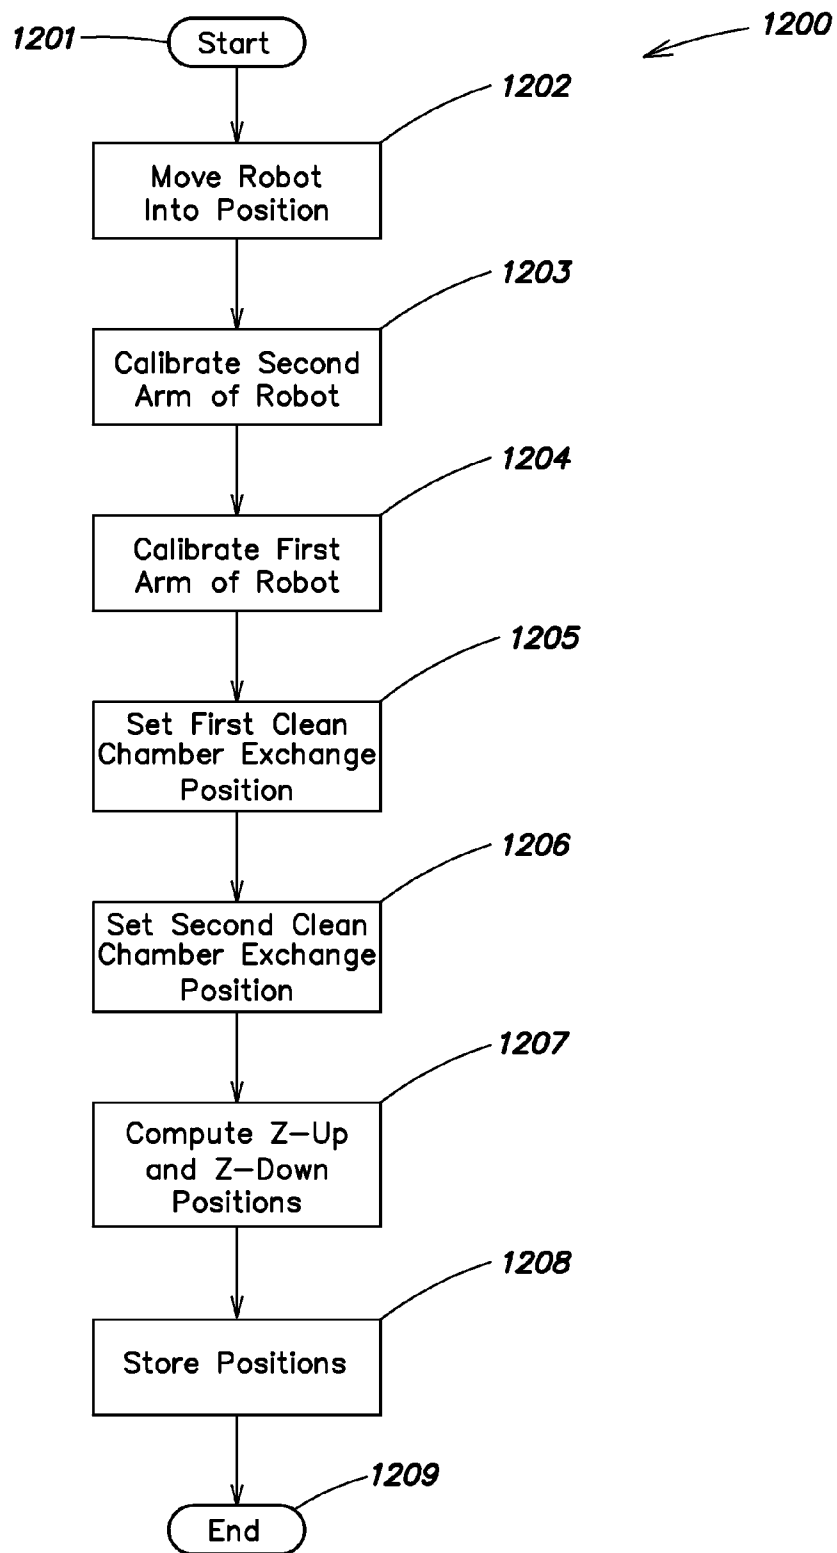 1201
Start
1200
1202
Move Robot
Into Position
1203
Calibrate Second
Arm of Robot
1204
Calibrate First
Arm of Robot
1205
Set First Clean
Chamber Exchange
Position
1206
Set Second Clean
Chamber Exchange
Position
1207
Compute Z-Up
and Z-Down
Positions
1208
Store Positions
1209
End